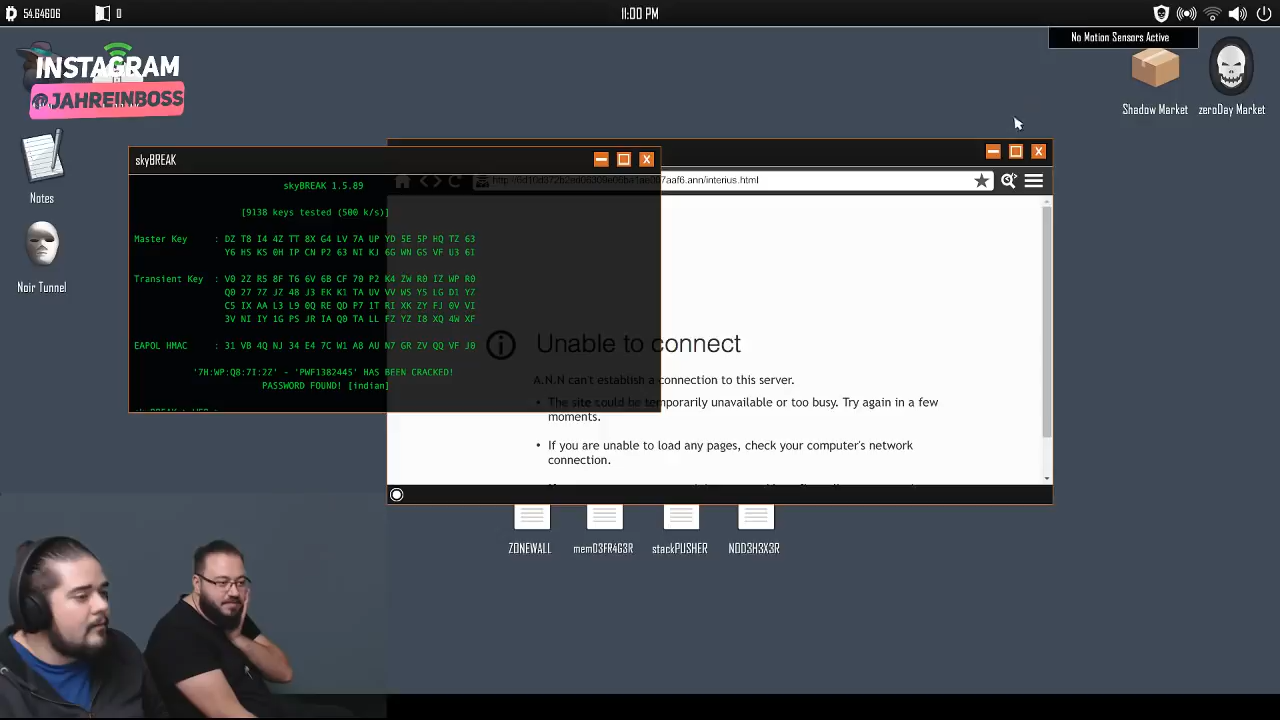 54.64606
0
11:00 PM
No Motion Sensors Active
INSTAGRAM
@JAHREINBOSS
Shadow Market
zeroDay Market
Notes
Noir Tunnel
skyBREAK
skyBREAK 1.5.89
[9138 keys tested (500 k/s)]
Master Key : DZ T8 I4 4Z TT 8X G4 LV 7A UP YD 5E 5P HQ TZ 63
Y6 HS KS 0H IP CN P2 63 NI KJ 6G WN G5 VF U3 6I
Transient Key : V0 2Z R5 8F T6 6V 6B CF 70 P2 K4 ZW R0 IZ WP R0
Q0 27 7Z JZ 48 J3 EK K1 TA UV VV W5 Y5 LG D1 YZ
C5 IX AA L3 L9 0Q RE QD P7 1T RI XK ZY FJ 0V VI
3V NI IY 1G PS JR IA Q0 TA LL FZ YZ I8 XQ 4W XF
EAPOL HMAC : 31 VB 4Q NJ 34 E4 7C W1 A8 AU N7 GR ZV QQ VF J0
'7H:WP:Q8:7I:2Z' - 'PWF1382445' HAS BEEN CRACKED!
PASSWORD FOUND! [indian]
Unable to connect
A.N.N can't establish a connection to this server.
• The site could be temporarily unavailable or too busy. Try again in a few
moments.
• If you are unable to load any pages, check your computer's network
connection.
ZONEWALL
memD3FR4G3R
stackPUSHER
NOD3H3X3R